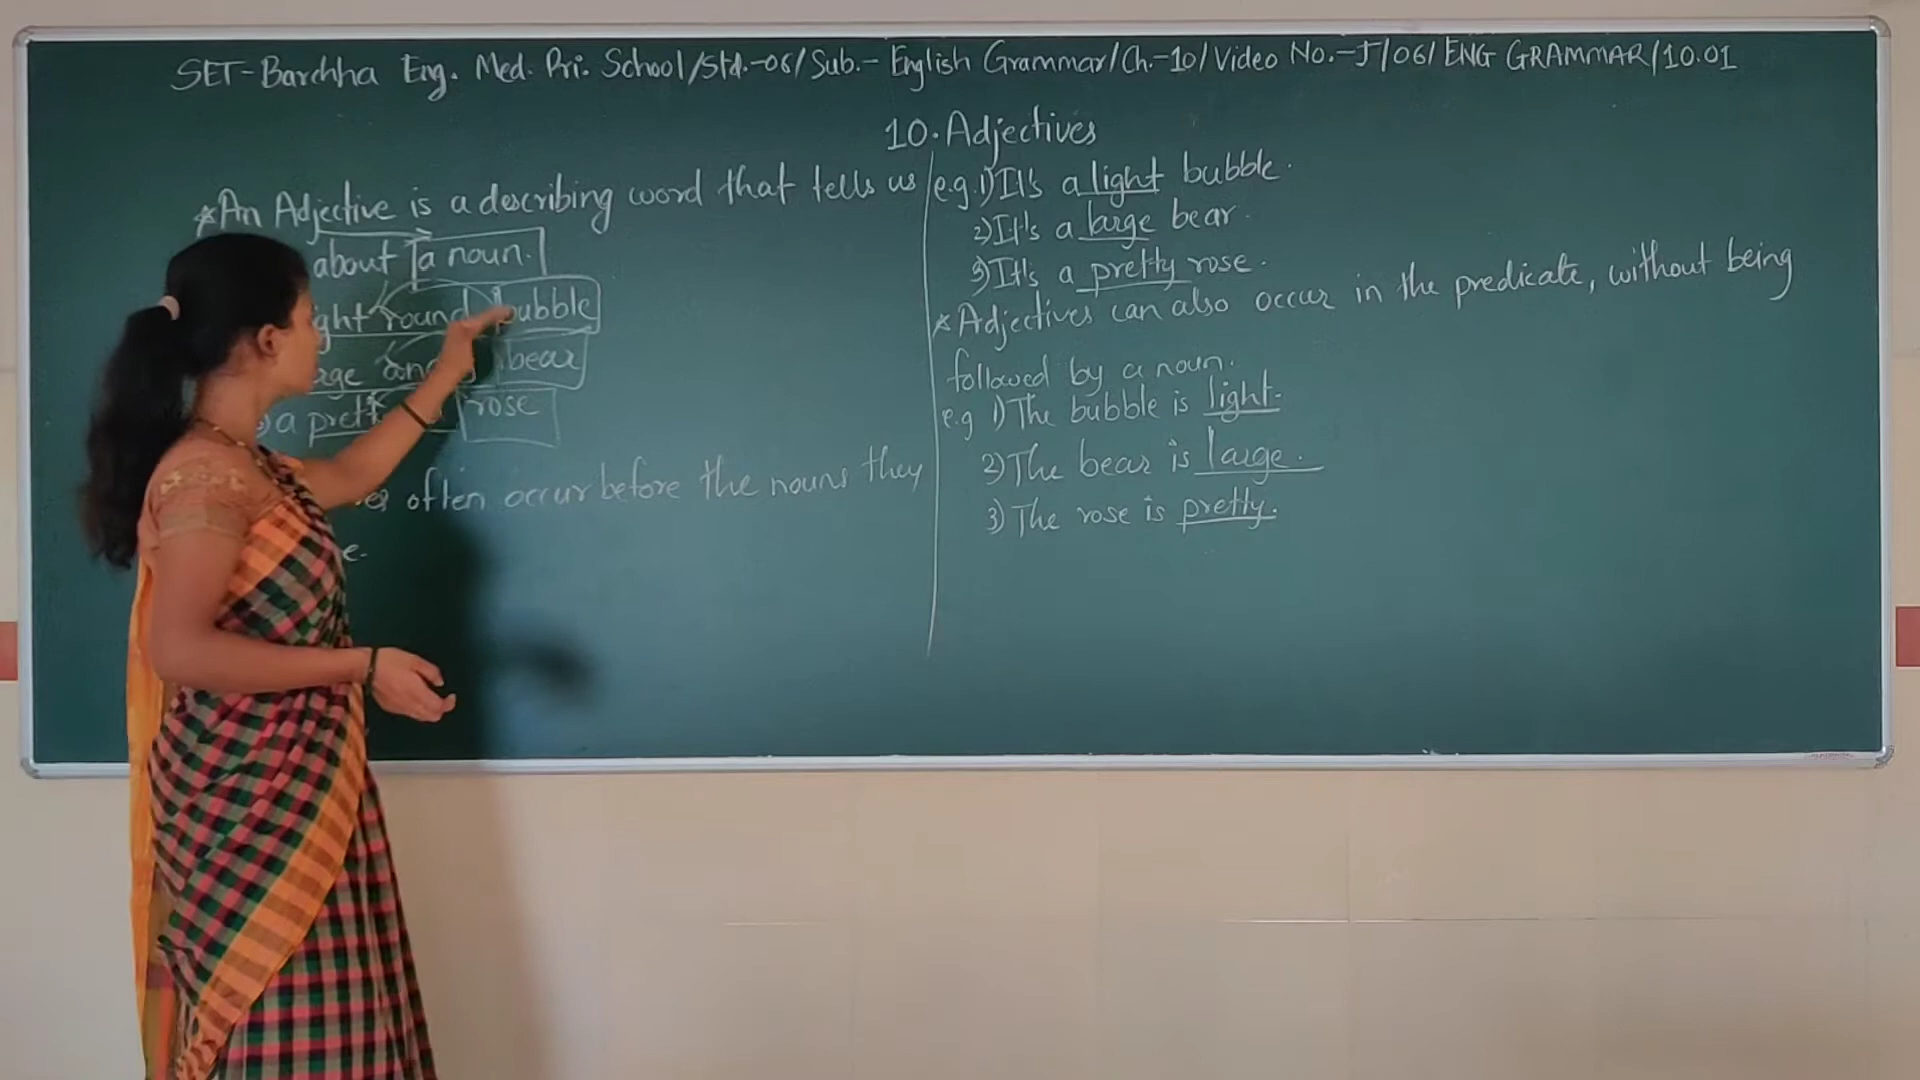 SET-Barchha Eng. Med. Pri. School/Std.-06/Sub.- English Grammar/Ch.-10/Video No.-J/06/ENG GRAMMAR/10.01
10. Adjectives
*An Adjective is a describing word that tells us
about a noun.
round bubble
bear
a rose
often occur before the nouns they
e.g. 1) It's a light bubble.
2) It's a large bear.
3) It's a pretty rose.
*Adjectives can also occur in the predicate, without being
followed by a noun.
e.g 1) The bubble is light.
2) The bear is large.
3) The rose is pretty.